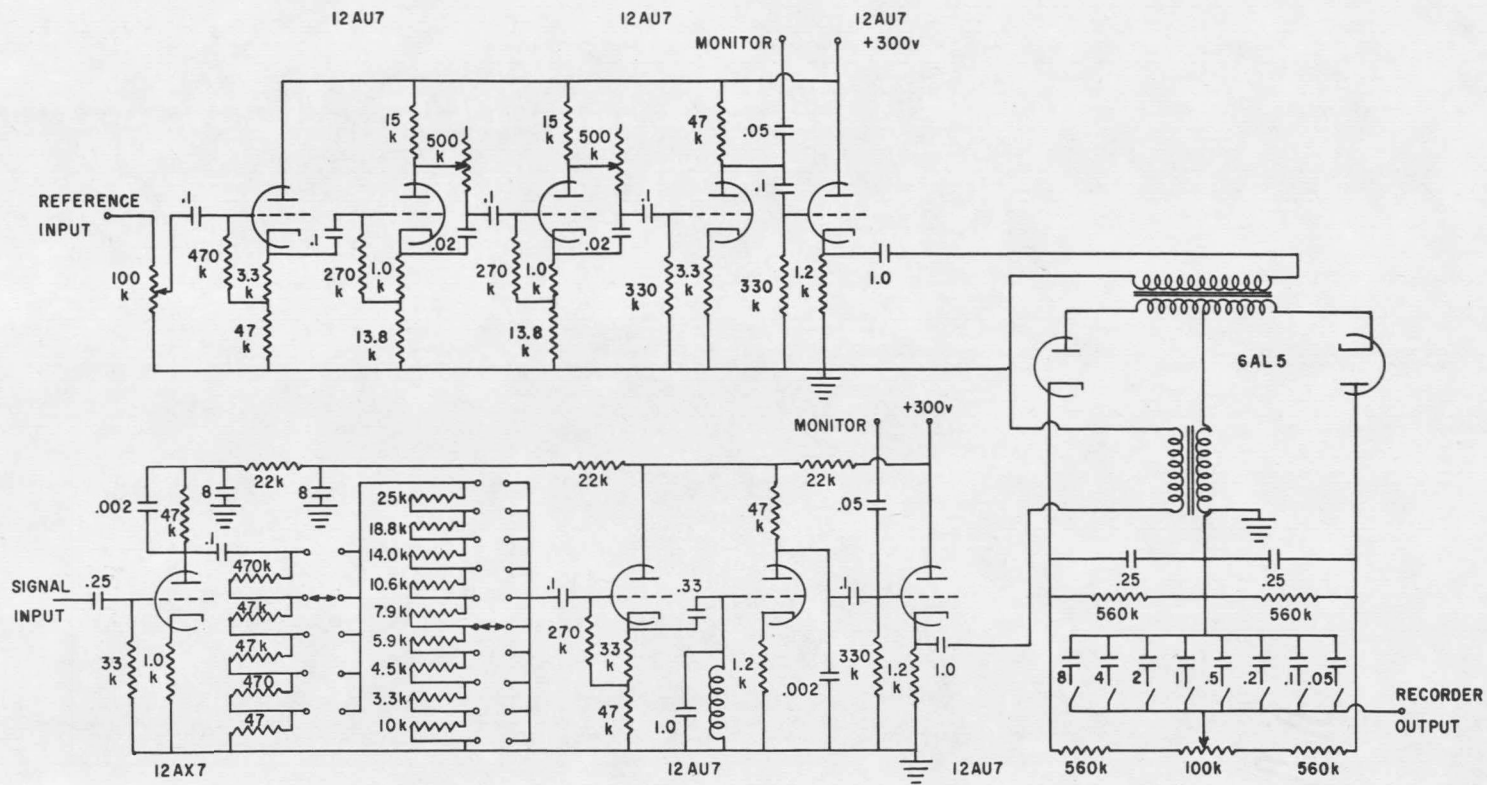 12AU7 12AU7 12AU7
MONITOR +300v
15 k 500 k 15 k 500 k 47 k .05
REFERENCE INPUT .1 .1 .1 .1
.1 .02 .02
100 k 470 k 3.3 k 270 k 1.0 k 270 k 1.0 k 330 k 3.3 k 330 k 1.2 k 1.0
47 k 13.8 k 13.8 k
6AL5
MONITOR +300v
22k 22k 22k
8 8
.002 47 k 25k 47 k .05
.1 18.8k
470k 14.0k
SIGNAL INPUT .25 10.6k .1 .33 .1
47k 7.9k
33 k 1.0 k 47k 5.9k 270 k 33 k 1.2 k 330 k 1.2 k 1.0
470 4.5k .002
47 3.3k 47 k 1.0
10k
.25 .25
560k 560k
8 4 2 1 .5 .2 .1 .05
RECORDER OUTPUT
560k 100k 560k
12AX7 12AU7 12AU7